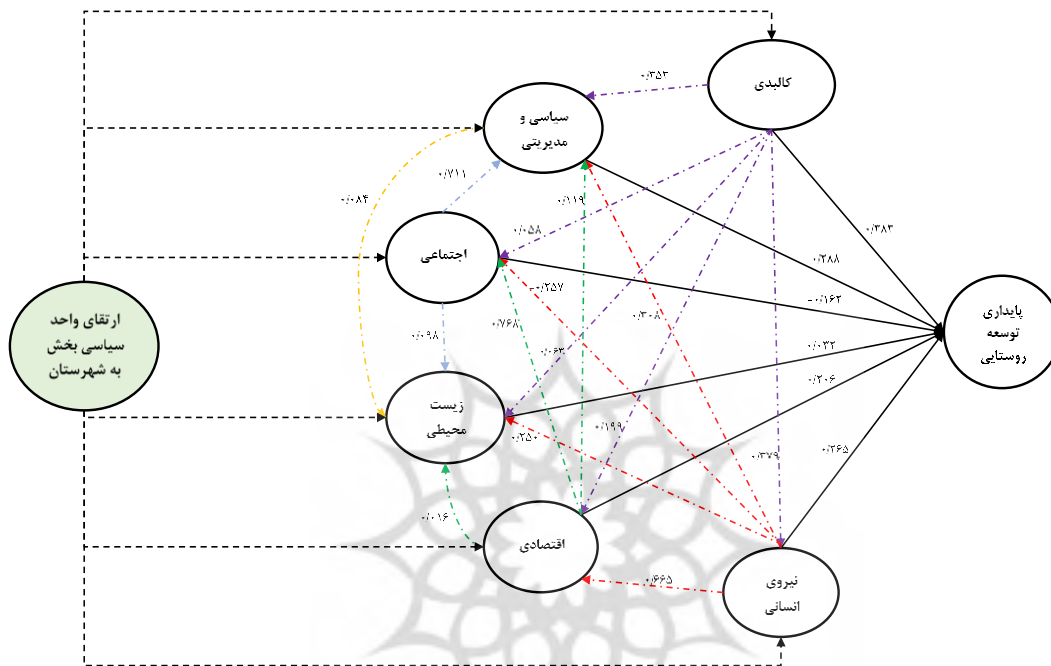 کالبدی
۰/۳۵۳
سیاسی و
مدیریتی
۰/۷۱۱
۰/۰۸۴
۰/۱۱۹
۰/۰۵۸
۰/۳۸۳
۰/۲۸۸
اجتماعی
-۰/۲۵۷
-۰/۱۶۲
ارتقای واحد
سیاسی بخش
به شهرستان
پایداری
توسعه
روستایی
۰/۰۹۸
۰/۷۶۸
۰/۳۰۸
۰/۰۶۳
۰/۰۳۲
۰/۲۰۶
زیست
محیطی
۰/۲۵۰
۰/۱۹۹
۰/۳۷۹
۰/۲۶۵
۰/۰۱۶
اقتصادی
۰/۶۶۵
نیروی
انسانی